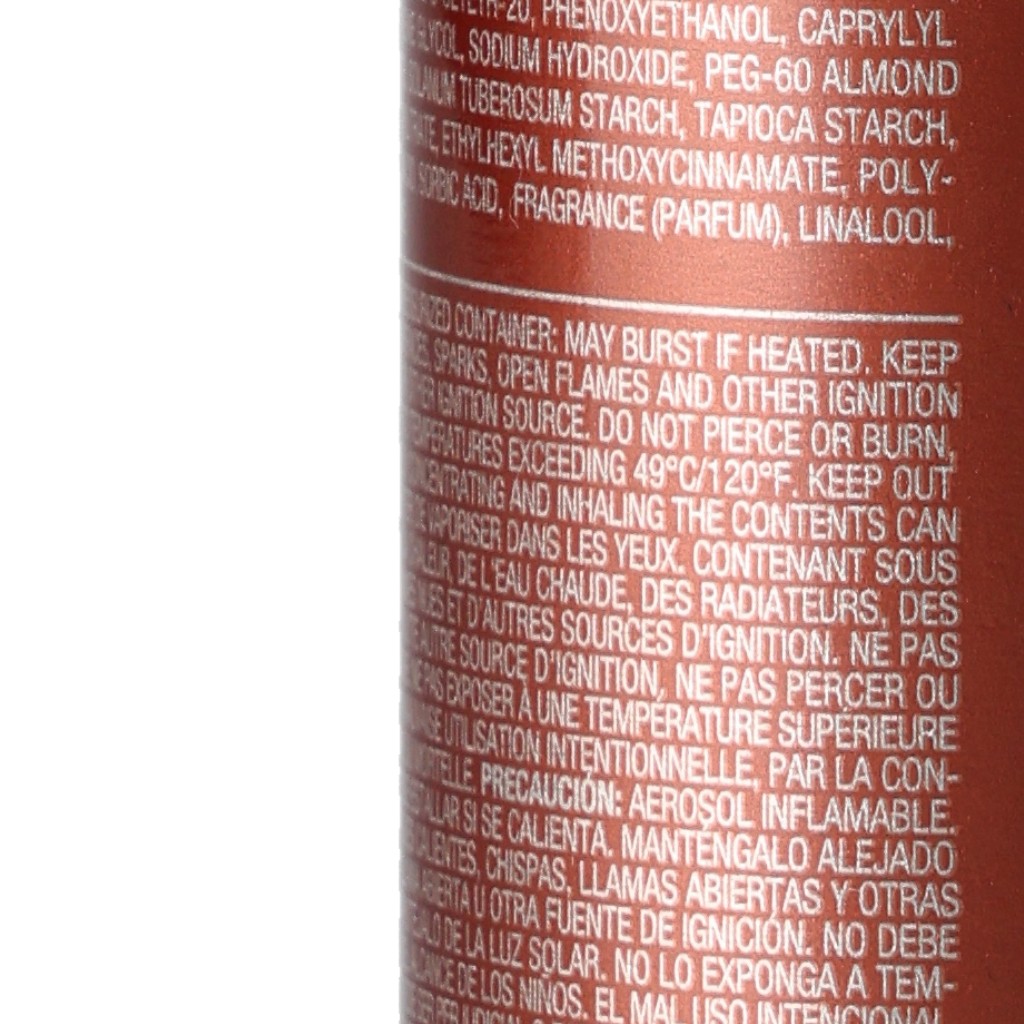 PHENOXYETHANOL, CAPRYLYL
SODIUM HYDROXIDE, PEG-60 ALMOND
TUBEROSUM STARCH, TAPIOCA STARCH,
ETHYLHEXYL METHOXYCINNAMATE, POLY-
SORBIC ACID, FRAGRANCE (PARFUM), LINALOOL,
CONTAINER: MAY BURST IF HEATED. KEEP
SPARKS, OPEN FLAMES AND OTHER IGNITION
IGNITION SOURCE. DO NOT PIERCE OR BURN,
EXCEEDING 49°C/120°F. KEEP OUT
AND INHALING THE CONTENTS CAN
VAPORISER DANS LES YEUX. CONTENANT SOUS
DE L'EAU CHAUDE, DES RADIATEURS, DES
ET D'AUTRES SOURCES D'IGNITION. NE PAS
SOURCE D'IGNITION, NE PAS PERCER OU
PAS EXPOSER À UNE TEMPÉRATURE SUPÉRIEURE
UTILISATION INTENTIONNELLE, PAR LA CON-
PRECAUCIÓN: AEROSOL INFLAMABLE.
SI SE CALIENTA. MANTÉNGALO ALEJADO
CHISPAS, LLAMAS ABIERTAS Y OTRAS
ABIERTA U OTRA FUENTE DE IGNICIÓN. NO DEBE
DE LA LUZ SOLAR. NO LO EXPONGA A TEM-
DE LOS NIÑOS. EL MAL USO INTENCIONAL